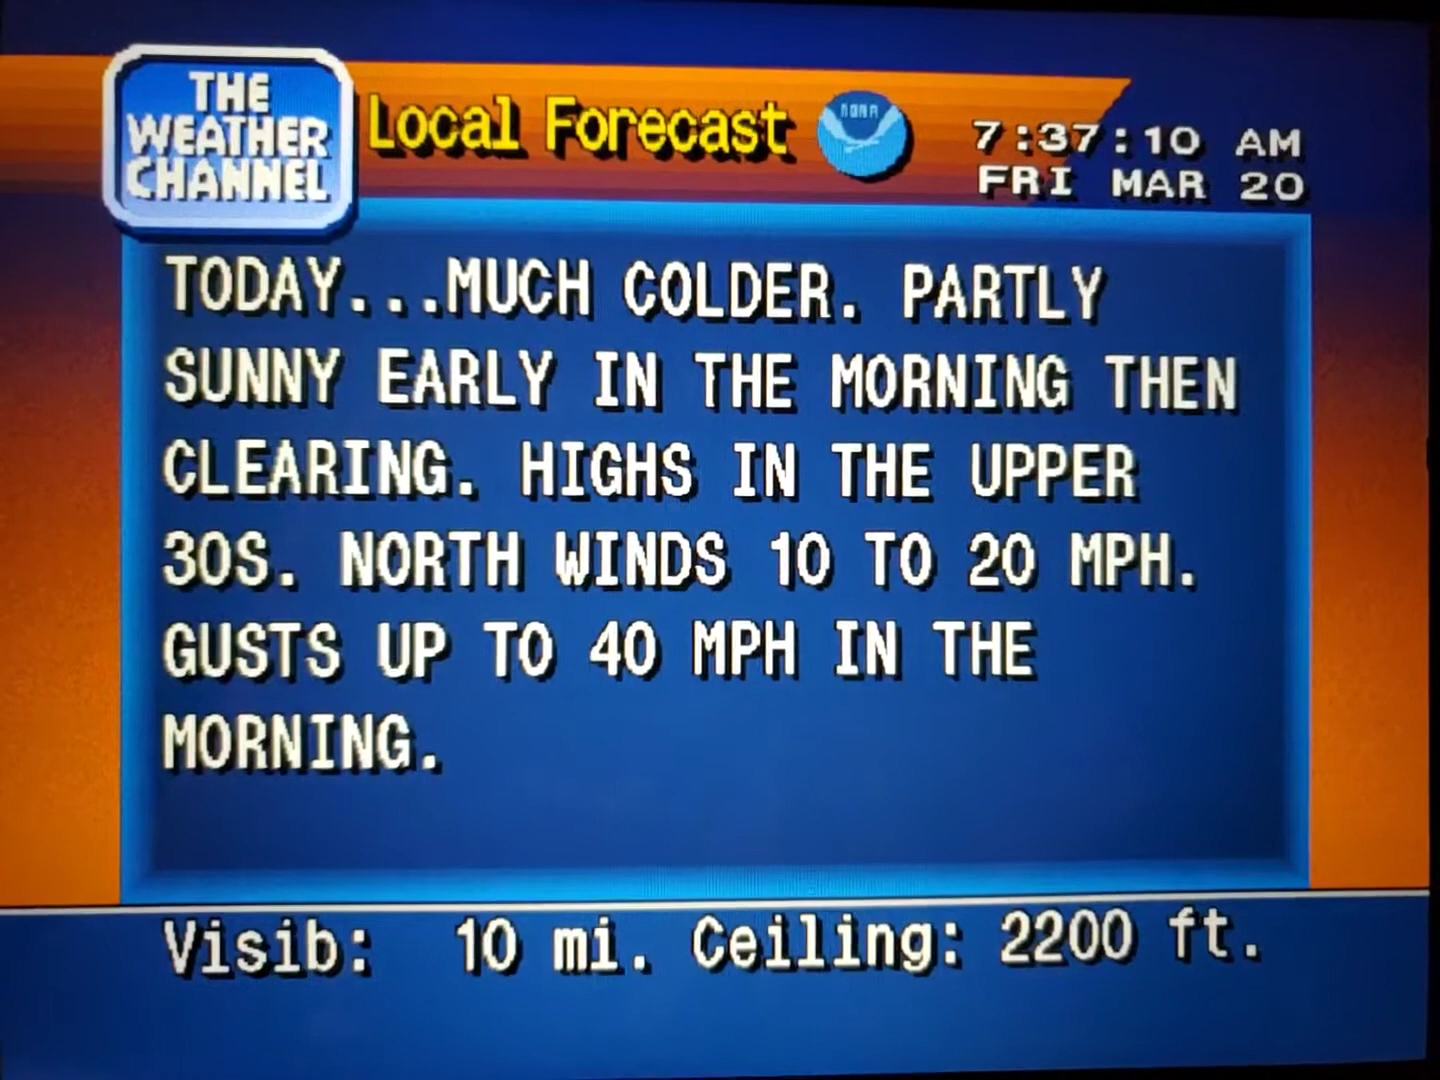 THE
WEATHER
CHANNEL
Local Forecast
NOAA
7:37:10 AM
FRI MAR 20
TODAY...MUCH COLDER. PARTLY
SUNNY EARLY IN THE MORNING THEN
CLEARING. HIGHS IN THE UPPER
30S. NORTH WINDS 10 TO 20 MPH.
GUSTS UP TO 40 MPH IN THE
MORNING.
Visib: 10 mi. Ceiling: 2200 ft.